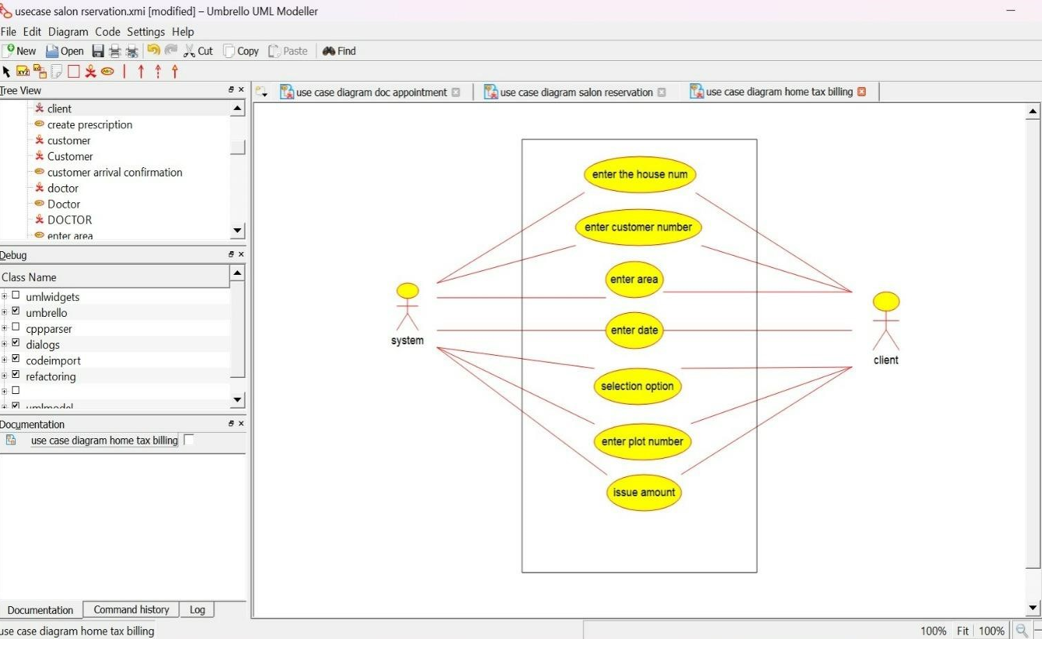 usecase salon rservation.xmi [modified] – Umbrello UML Modeller
File Edit Diagram Code Settings Help
New Open Cut Copy Paste Find
Tree View
use case diagram doc appointment
use case diagram salon reservation
use case diagram home tax billing
client
create prescription
customer
Customer
customer arrival confirmation
doctor
Doctor
DOCTOR
enter area
Debug
Class Name
umlwidgets
umbrello
cppparser
dialogs
codeimport
refactoring
umlmodel
Documentation
use case diagram home tax billing
Documentation Command history Log
enter the house num
enter customer number
enter area
enter date
selection option
enter plot number
issue amount
system
client
use case diagram home tax billing
100% Fit 100%